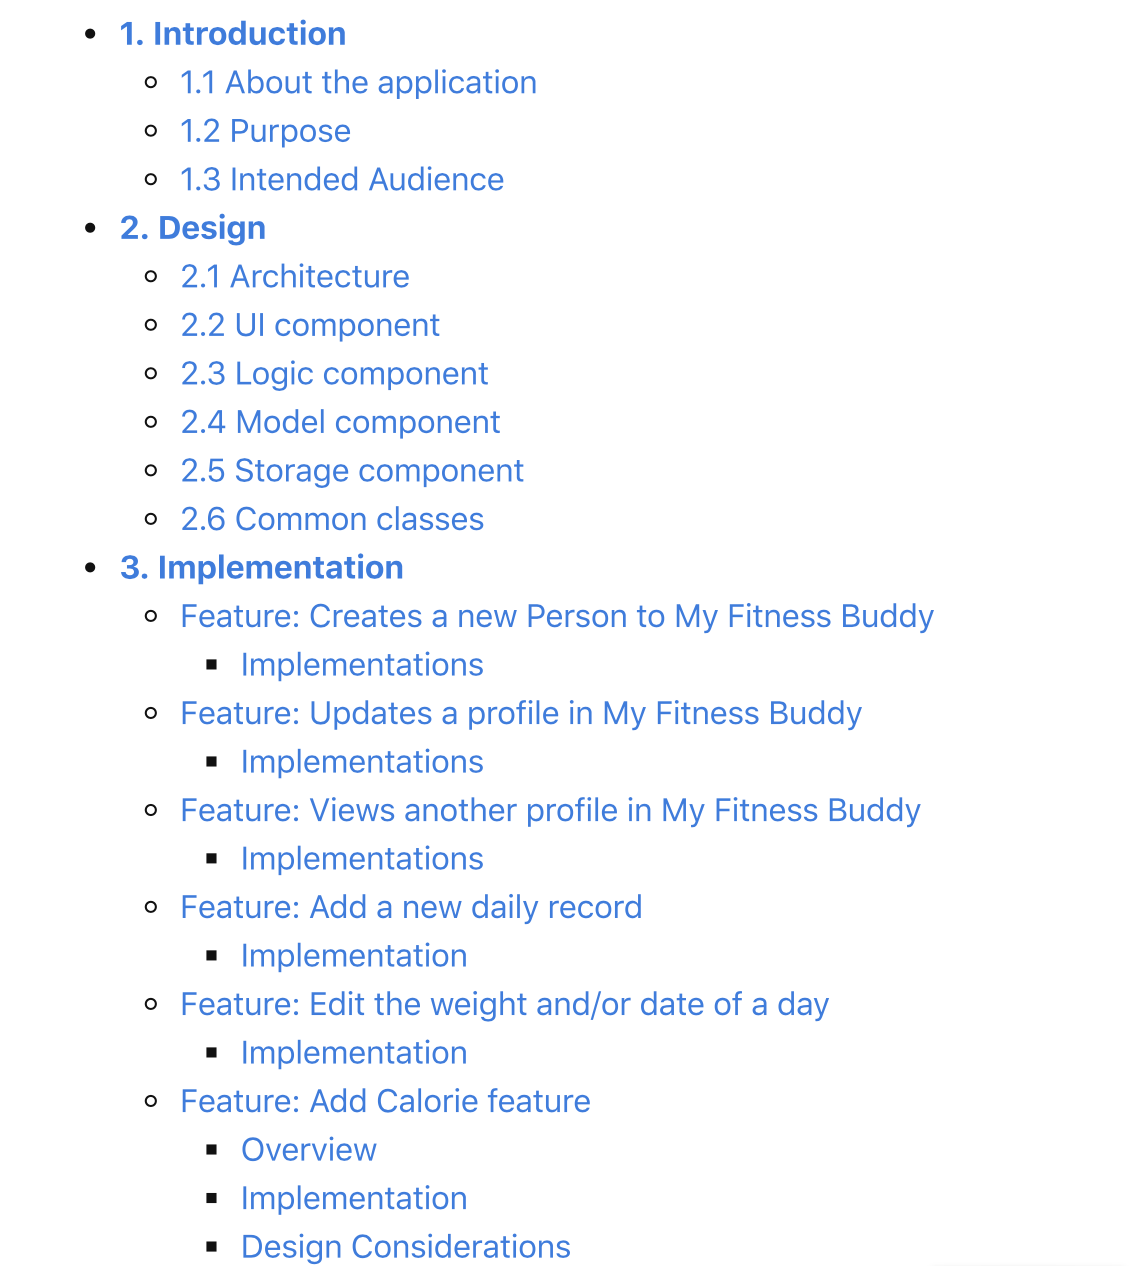 1. Introduction
1.1 About the application
1.2 Purpose
1.3 Intended Audience
2. Design
2.1 Architecture
2.2 UI component
2.3 Logic component
2.4 Model component
2.5 Storage component
2.6 Common classes
3. Implementation
Feature: Creates a new Person to My Fitness Buddy
Implementations
Feature: Updates a profile in My Fitness Buddy
Implementations
Feature: Views another profile in My Fitness Buddy
Implementations
Feature: Add a new daily record
Implementation
Feature: Edit the weight and/or date of a day
Implementation
Feature: Add Calorie feature
Overview
Implementation
Design Considerations